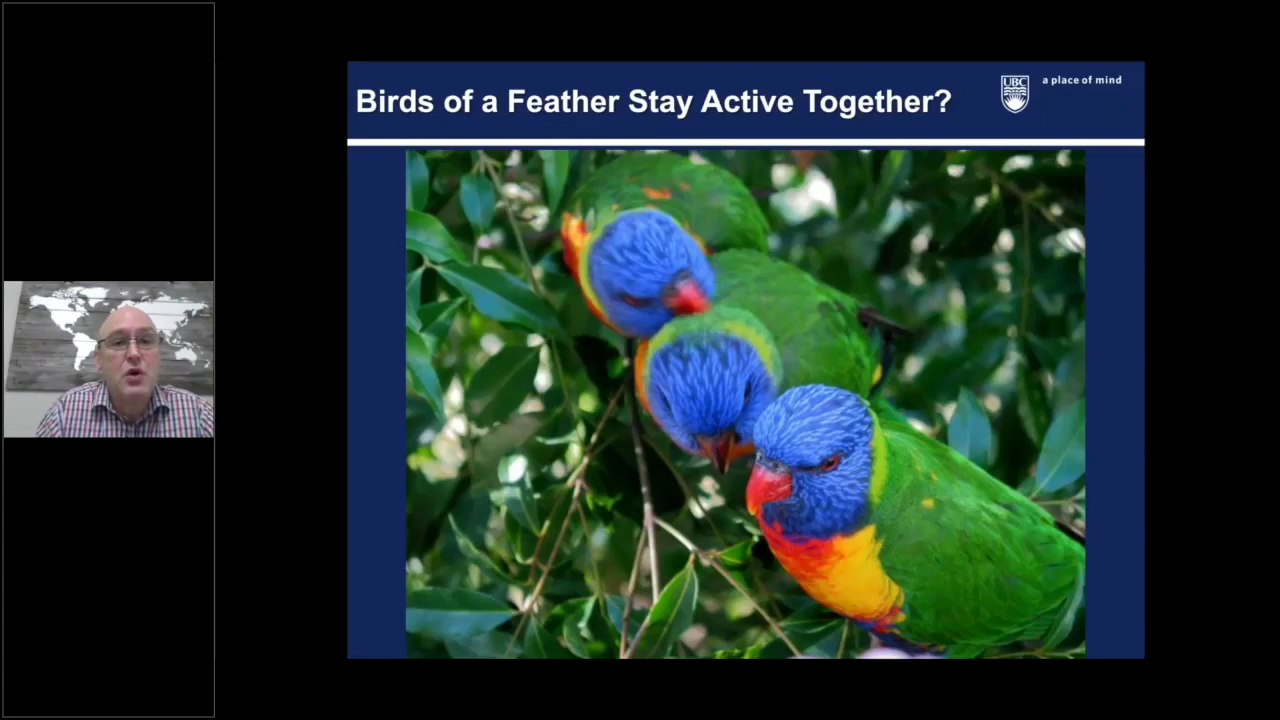 Birds of a Feather Stay Active Together?
UBC
a place of mind